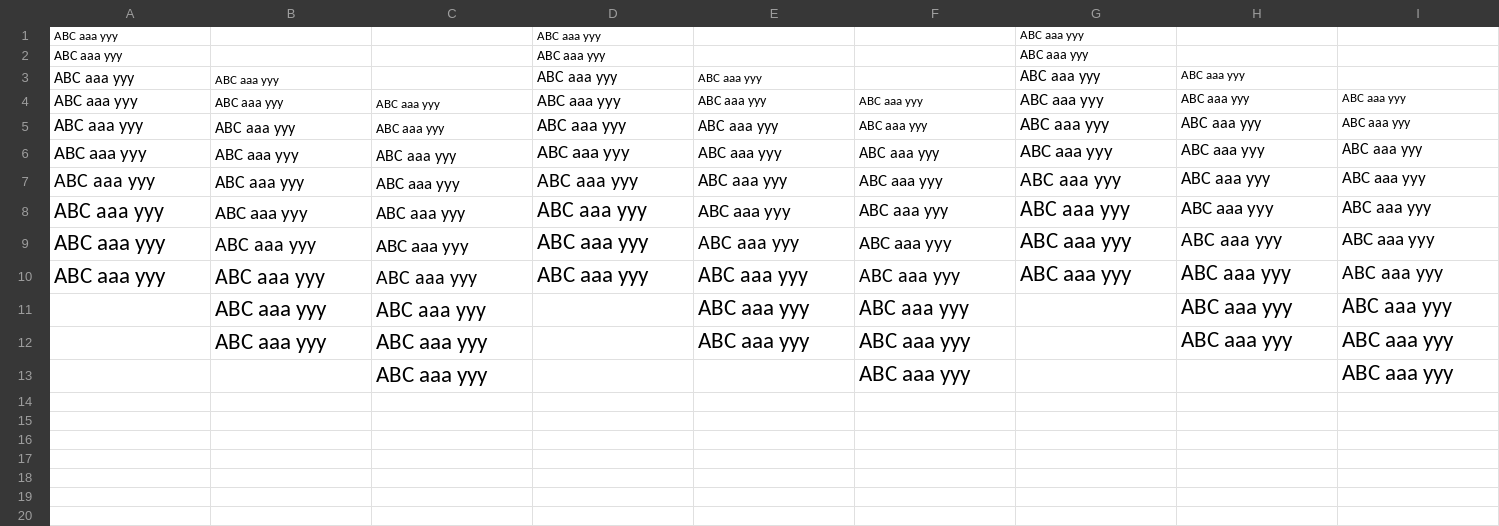 A B C D E F G H I
1 ABC aaa yyy ABC aaa yyy ABC aaa yyy
2 ABC aaa yyy ABC aaa yyy ABC aaa yyy
3 ABC aaa yyy ABC aaa yyy ABC aaa yyy ABC aaa yyy ABC aaa yyy ABC aaa yyy
4 ABC aaa yyy ABC aaa yyy ABC aaa yyy ABC aaa yyy ABC aaa yyy ABC aaa yyy ABC aaa yyy ABC aaa yyy ABC aaa yyy
5 ABC aaa yyy ABC aaa yyy ABC aaa yyy ABC aaa yyy ABC aaa yyy ABC aaa yyy ABC aaa yyy ABC aaa yyy ABC aaa yyy
6 ABC aaa yyy ABC aaa yyy ABC aaa yyy ABC aaa yyy ABC aaa yyy ABC aaa yyy ABC aaa yyy ABC aaa yyy ABC aaa yyy
7 ABC aaa yyy ABC aaa yyy ABC aaa yyy ABC aaa yyy ABC aaa yyy ABC aaa yyy ABC aaa yyy ABC aaa yyy ABC aaa yyy
8 ABC aaa yyy ABC aaa yyy ABC aaa yyy ABC aaa yyy ABC aaa yyy ABC aaa yyy ABC aaa yyy ABC aaa yyy ABC aaa yyy
9 ABC aaa yyy ABC aaa yyy ABC aaa yyy ABC aaa yyy ABC aaa yyy ABC aaa yyy ABC aaa yyy ABC aaa yyy ABC aaa yyy
10 ABC aaa yyy ABC aaa yyy ABC aaa yyy ABC aaa yyy ABC aaa yyy ABC aaa yyy ABC aaa yyy ABC aaa yyy ABC aaa yyy
11 ABC aaa yyy ABC aaa yyy ABC aaa yyy ABC aaa yyy ABC aaa yyy ABC aaa yyy
12 ABC aaa yyy ABC aaa yyy ABC aaa yyy ABC aaa yyy ABC aaa yyy ABC aaa yyy
13 ABC aaa yyy ABC aaa yyy ABC aaa yyy
14
15
16
17
18
19
20